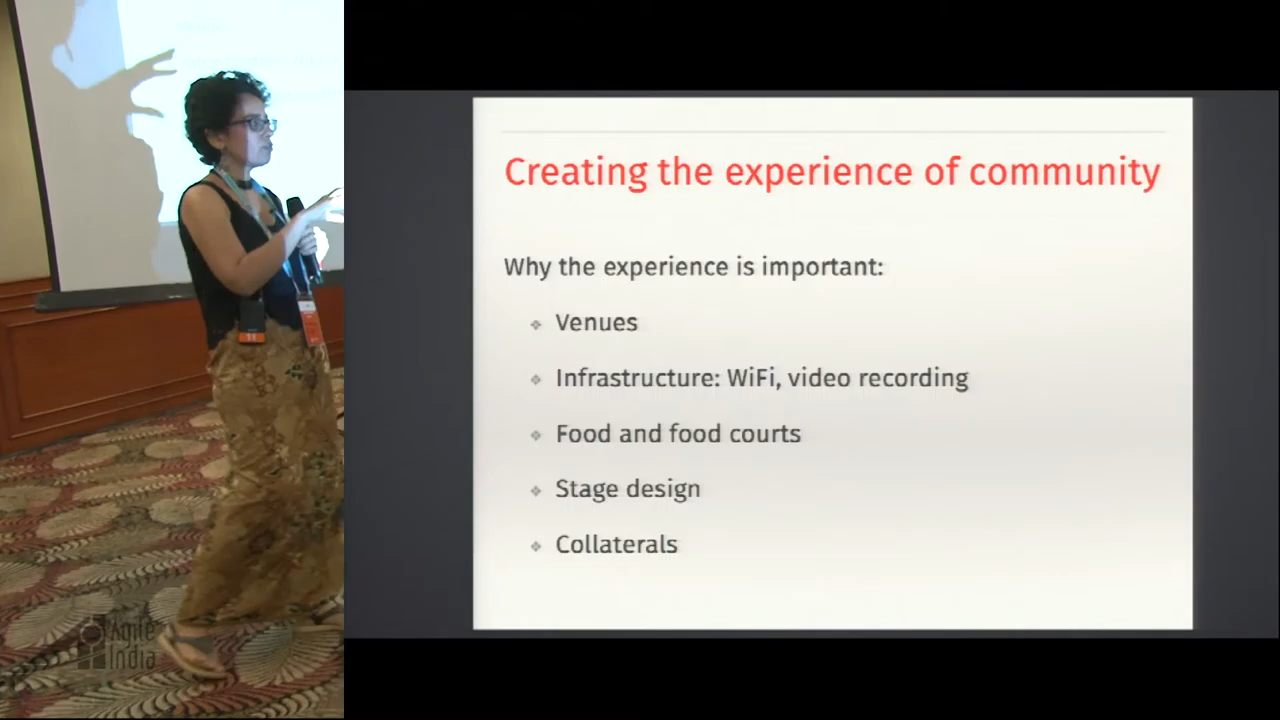 Creating the experience of community
Why the experience is important:
Venues
Infrastructure: WiFi, video recording
Food and food courts
Stage design
Collaterals
Agile
India